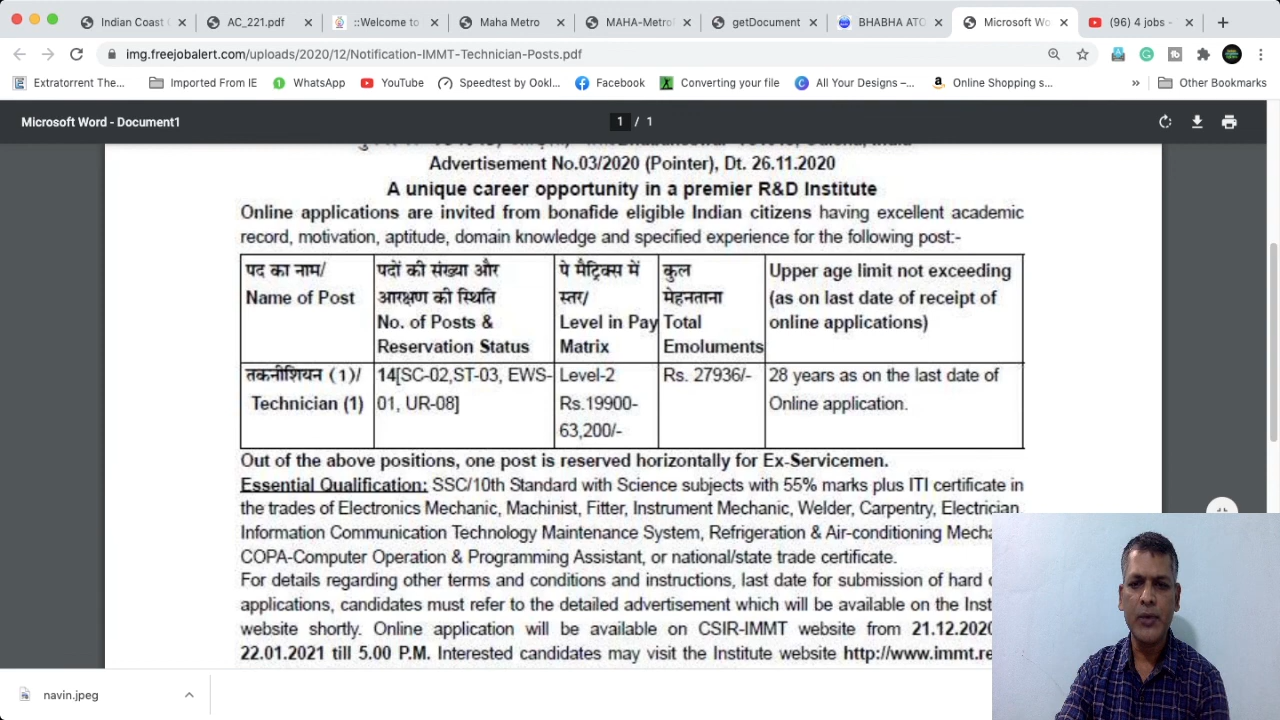 Indian Coast G
AC_221.pdf
::Welcome to
Maha Metro
MAHA-Metro
getDocument
BHABHA ATO
Microsoft Wo
(96) 4 jobs -
img.freejobalert.com/uploads/2020/12/Notification-IMMT-Technician-Posts.pdf
Extratorrent The...
Imported From IE
WhatsApp
YouTube
Speedtest by Ookl...
Facebook
Converting your file
All Your Designs –...
Online Shopping s...
» Other Bookmarks
Microsoft Word - Document1
1 / 1
Advertisement No.03/2020 (Pointer), Dt. 26.11.2020
A unique career opportunity in a premier R&D Institute
Online applications are invited from bonafide eligible Indian citizens having excellent academic
record, motivation, aptitude, domain knowledge and specified experience for the following post:-
पद का नाम/
Name of Post
पदों की संख्या और
आरक्षण की स्थिति
No. of Posts &
Reservation Status
पे मैट्रिक्स में
स्तर/
Level in Pay
Matrix
कुल
मेहनताना
Total
Emoluments
Upper age limit not exceeding
(as on last date of receipt of
online applications)
तकनीशियन (1)/
Technician (1)
14[SC-02,ST-03, EWS-
01, UR-08]
Level-2
Rs.19900-
63,200/-
Rs. 27936/-
28 years as on the last date of
Online application.
Out of the above positions, one post is reserved horizontally for Ex-Servicemen.
Essential Qualification: SSC/10th Standard with Science subjects with 55% marks plus ITI certificate in
the trades of Electronics Mechanic, Machinist, Fitter, Instrument Mechanic, Welder, Carpentry, Electrician
Information Communication Technology Maintenance System, Refrigeration & Air-conditioning Mecha
COPA-Computer Operation & Programming Assistant, or national/state trade certificate.
For details regarding other terms and conditions and instructions, last date for submission of hard
applications, candidates must refer to the detailed advertisement which will be available on the Inst
website shortly. Online application will be available on CSIR-IMMT website from 21.12.2020
22.01.2021 till 5.00 P.M. Interested candidates may visit the Institute website http://www.immt.re
navin.jpeg